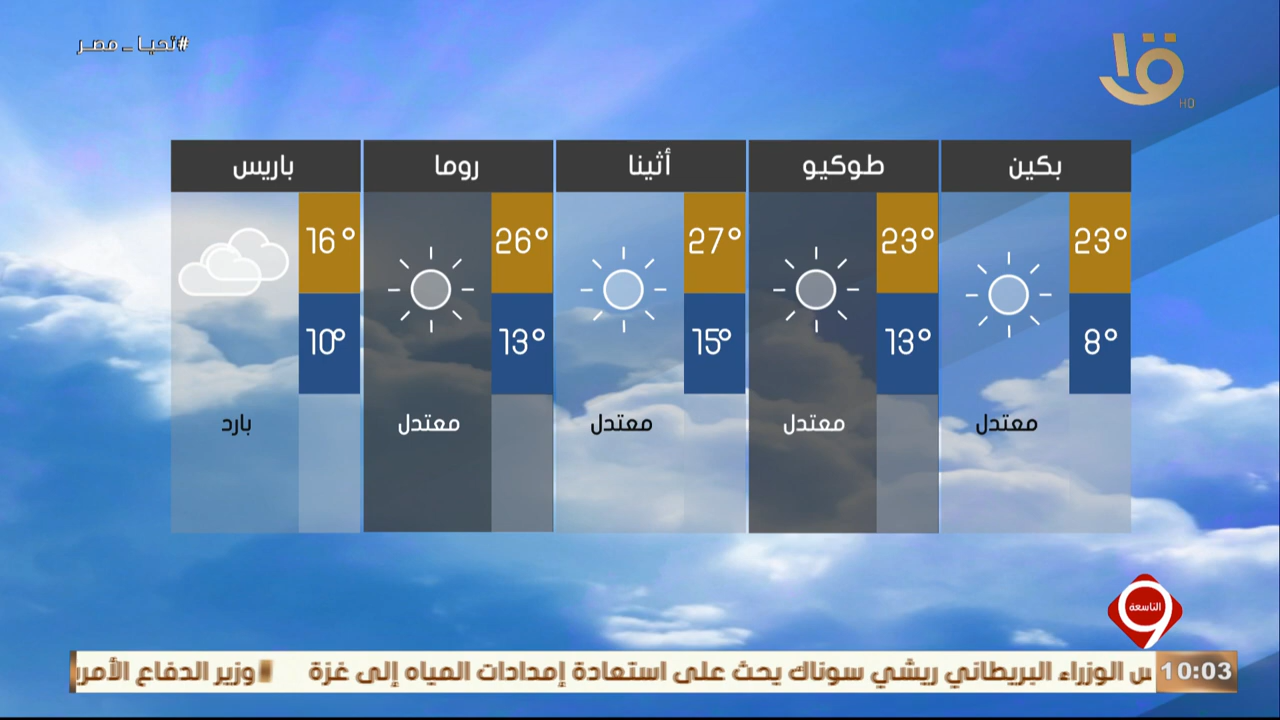 #تحيا_مصر
HD
بكين
23°
8°
معتدل
طوكيو
23°
13°
معتدل
أثينا
27°
15°
معتدل
روما
26°
13°
معتدل
باريس
16°
10°
بارد
التاسعة
9
10:03
س الوزراء البريطاني ريشي سوناك يحث على استعادة إمدادات المياه إلى غزة
وزير الدفاع الأمري